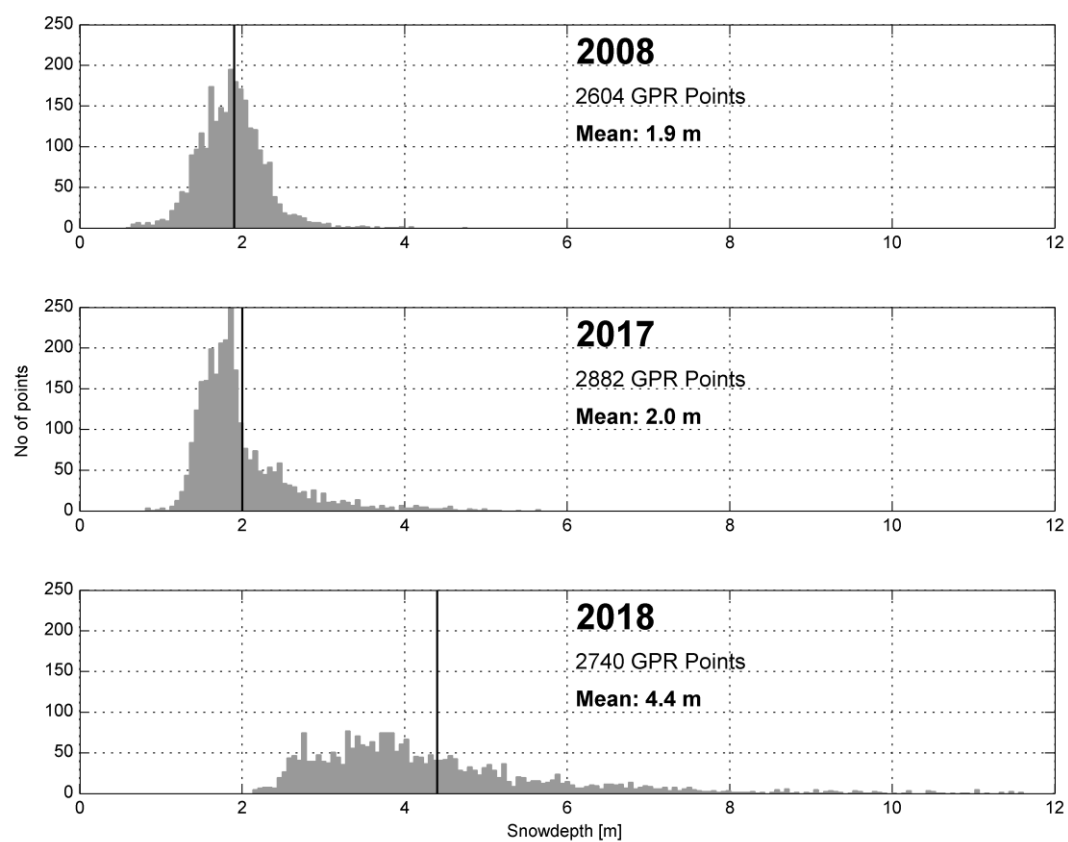 250
200
150
100
50
0
0 2 4 6 8 10 12
2008
2604 GPR Points
Mean: 1.9 m
No of points
250
200
150
100
50
0
0 2 4 6 8 10 12
2017
2882 GPR Points
Mean: 2.0 m
250
200
150
100
50
0
0 2 4 6 8 10 12
2018
2740 GPR Points
Mean: 4.4 m
Snowdepth [m]